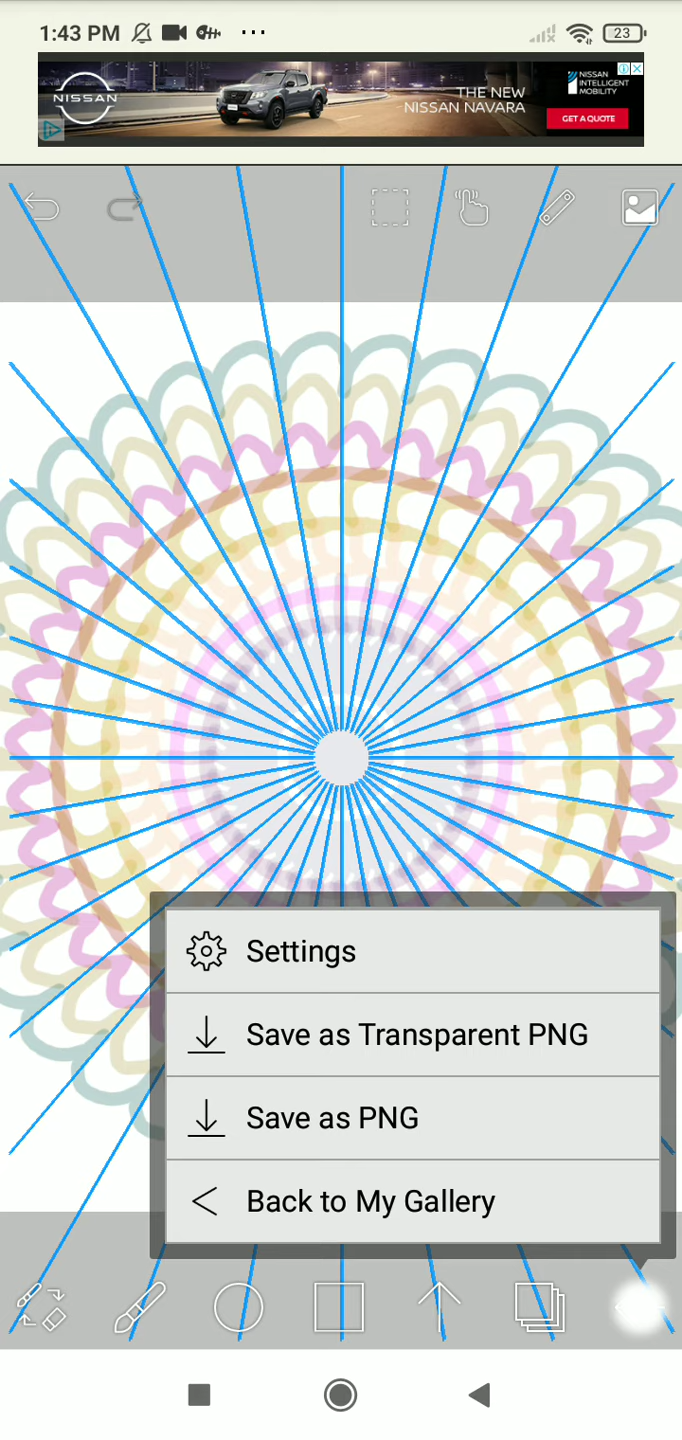 1:43 PM
23
NISSAN
THE NEW
NISSAN NAVARA
NISSAN
INTELLIGENT
MOBILITY
GET A QUOTE
Settings
Save as Transparent PNG
Save as PNG
Back to My Gallery